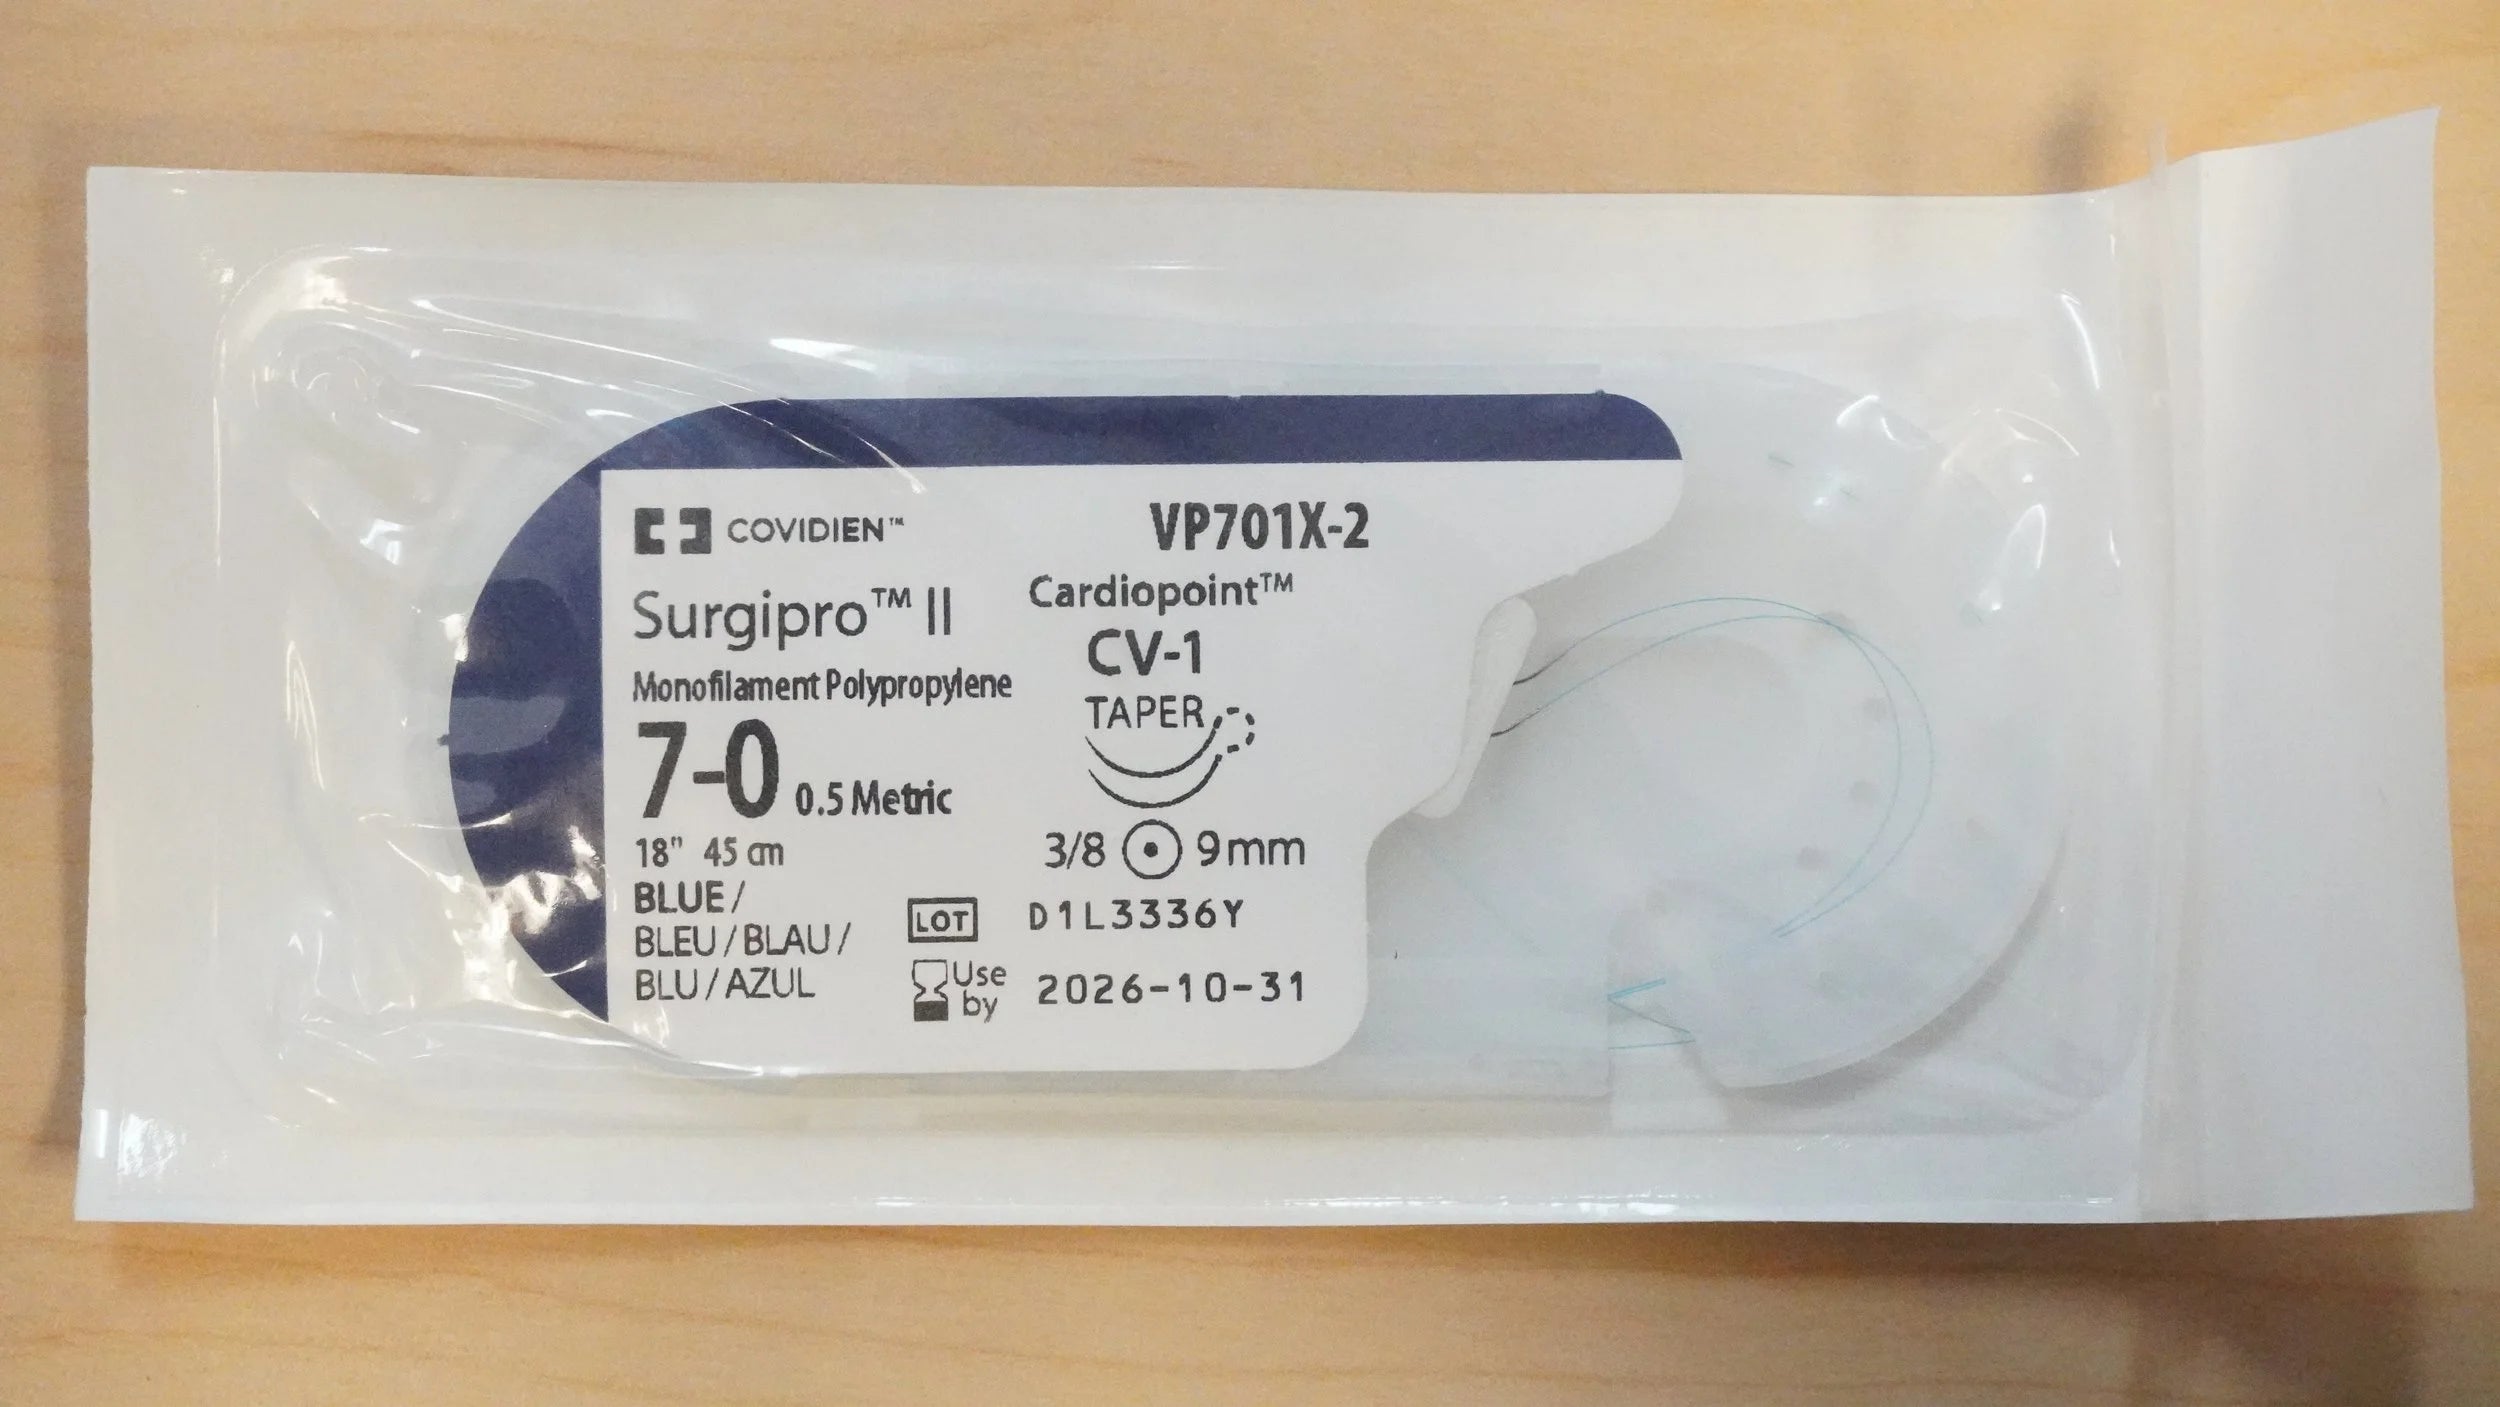 COVIDIEN™
VP701X-2
Surgipro™ II
Cardiopoint™
CV-1
Monofilament Polypropylene
TAPER
7-0 0.5 Metric
18" 45 cm
3/8 9mm
BLUE/
BLEU/BLAU/
BLU/AZUL
LOT D1L3336Y
Use
by 2026-10-31